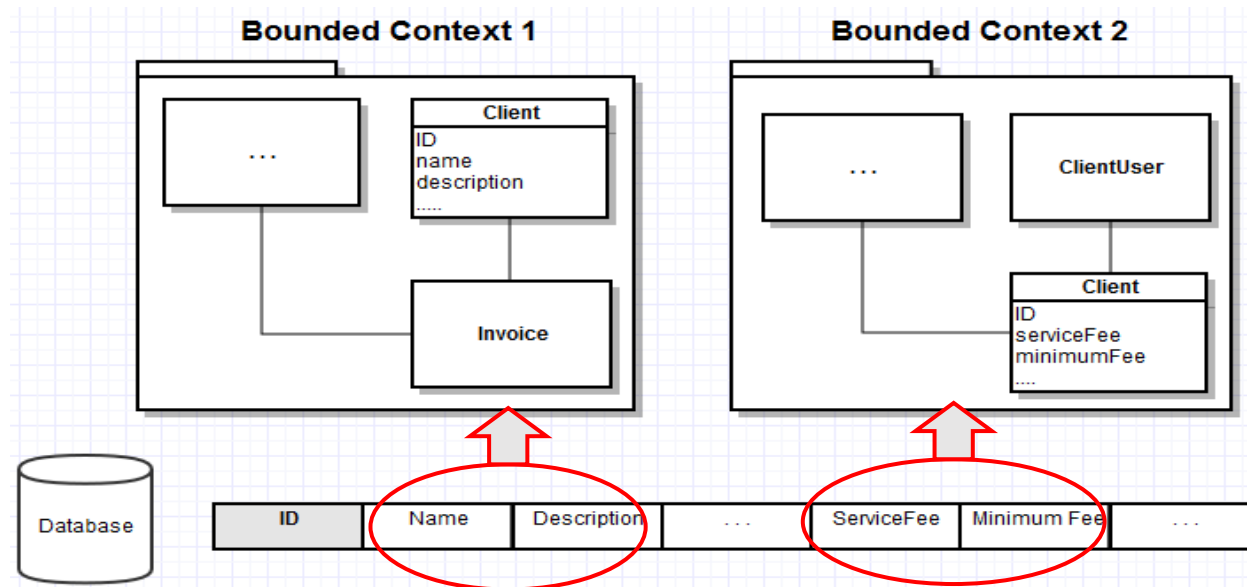 Bounded Context 1
. . .
Client
ID
name
description
.....
Invoice
Bounded Context 2
. . .
ClientUser
Client
ID
serviceFee
minimumFee
....
Database
ID
Name
Description
. . .
ServiceFee
Minimum Fee
. . .